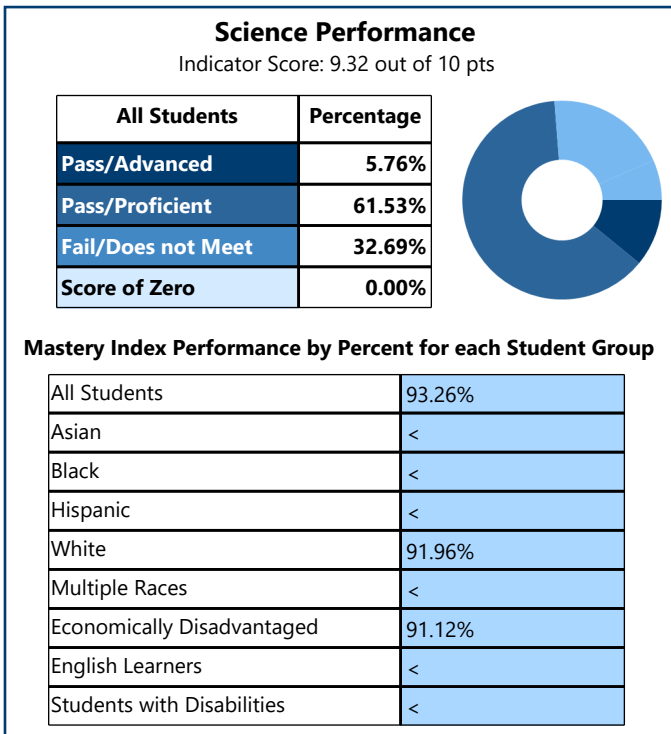 Science Performance
Indicator Score: 9.32 out of 10 pts
All Students Percentage
Pass/Advanced 5.76%
Pass/Proficient 61.53%
Fail/Does not Meet 32.69%
Score of Zero 0.00%
Mastery Index Performance by Percent for each Student Group
All Students 93.26%
Asian <
Black <
Hispanic <
White 91.96%
Multiple Races <
Economically Disadvantaged 91.12%
English Learners <
Students with Disabilities <